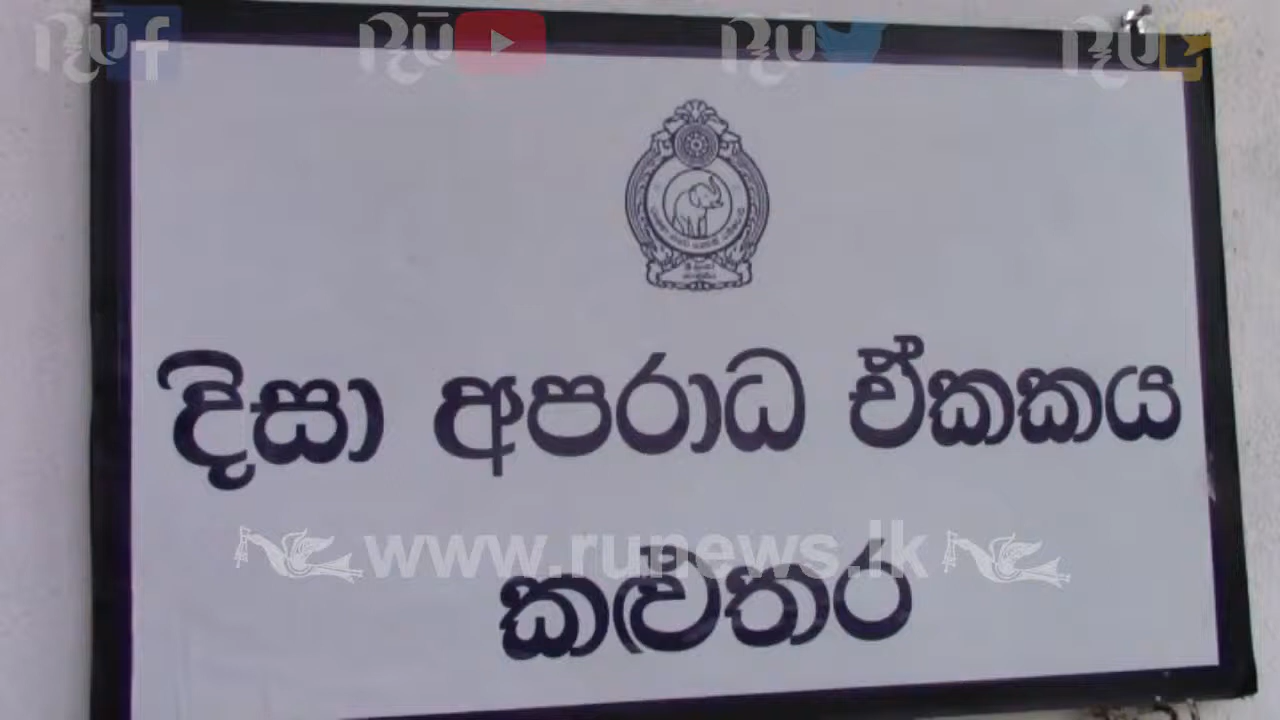 රූ රූ රූ රූ
දිසා අපරාධ ඒකකය
www.runews.lk
කළුතර